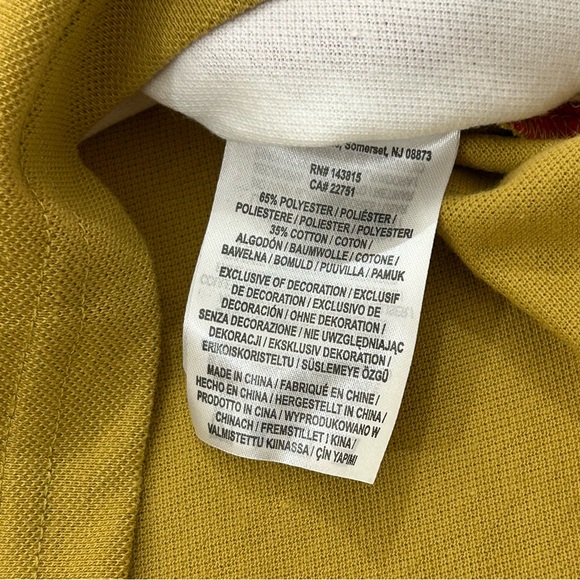 , Somerset, NJ 08873
RN# 143815
CA# 22751
65% POLYESTER / POLIÉSTER /
POLIESTERE / POLYESTER / POLYESTERI
35% COTTON / COTON /
ALGODÓN / BAUMWOLLE / COTONE /
BAWELNA / BOMULD / PUUVILLA / PAMUK
EXCLUSIVE OF DECORATION / EXCLUSIF
DE DECORATION / EXCLUSIVO DE
DECORACIÓN / OHNE DEKORATION /
SENZA DECORAZIONE / NIE UWZGLĘDNIAJĄC
DEKORACJI / EKSKLUSIV DEKORATION /
ERIKOISKORISTELTU / SÜSLEMEYE ÖZGÜ
MADE IN CHINA / FABRIQUÉ EN CHINE /
HECHO EN CHINA / HERGESTELLT IN CHINA /
PRODOTTO IN CINA / WYPRODUKOWANO W
CHINACH / FREMSTILLET I KINA /
VALMISTETTU KIINASSA / ÇİN YAPIMI